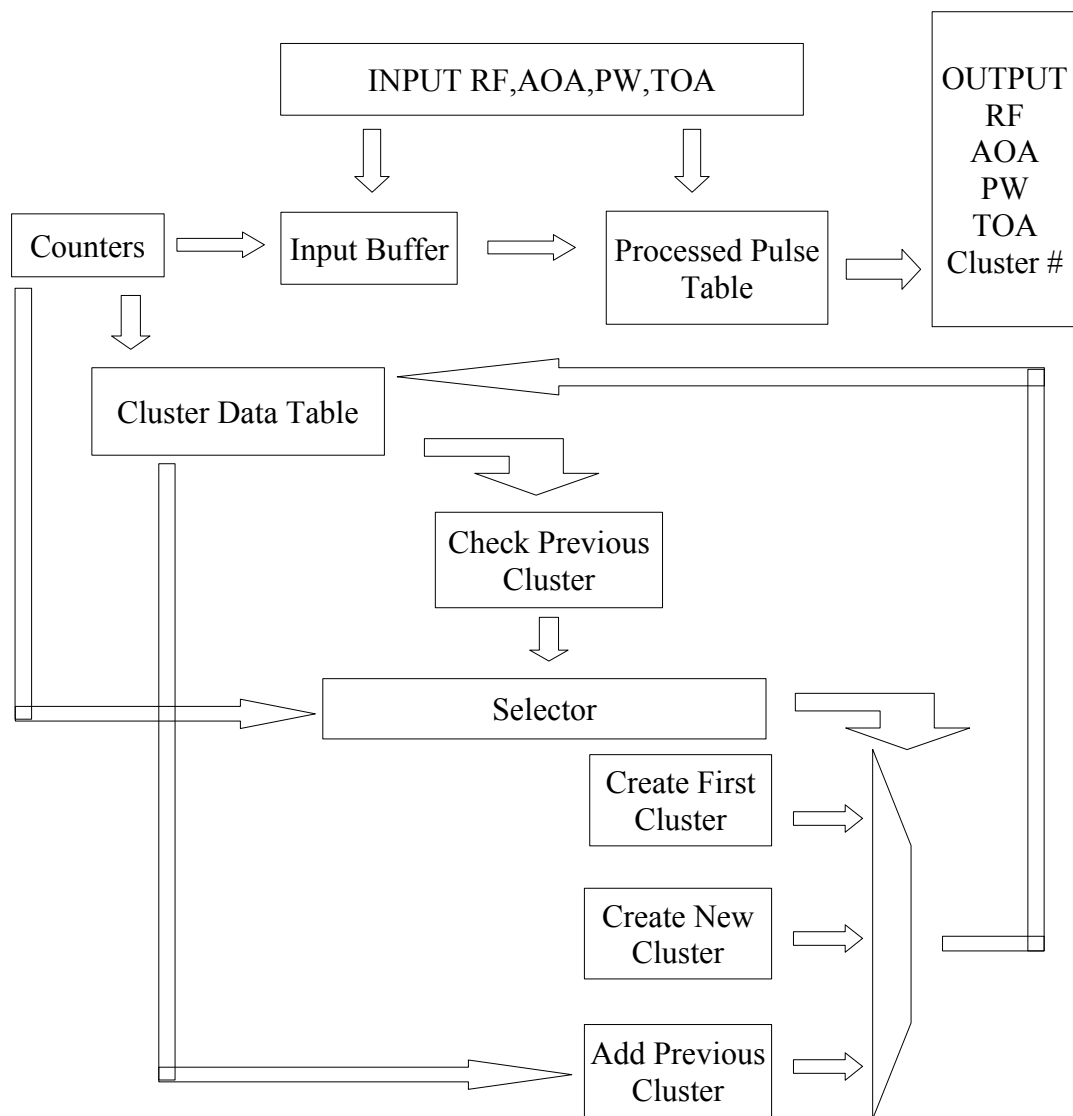 INPUT RF,AOA,PW,TOA
OUTPUT
RF
AOA
PW
TOA
Cluster #
Counters
Input Buffer
Processed Pulse
Table
Cluster Data Table
Check Previous
Cluster
Selector
Create First
Cluster
Create New
Cluster
Add Previous
Cluster